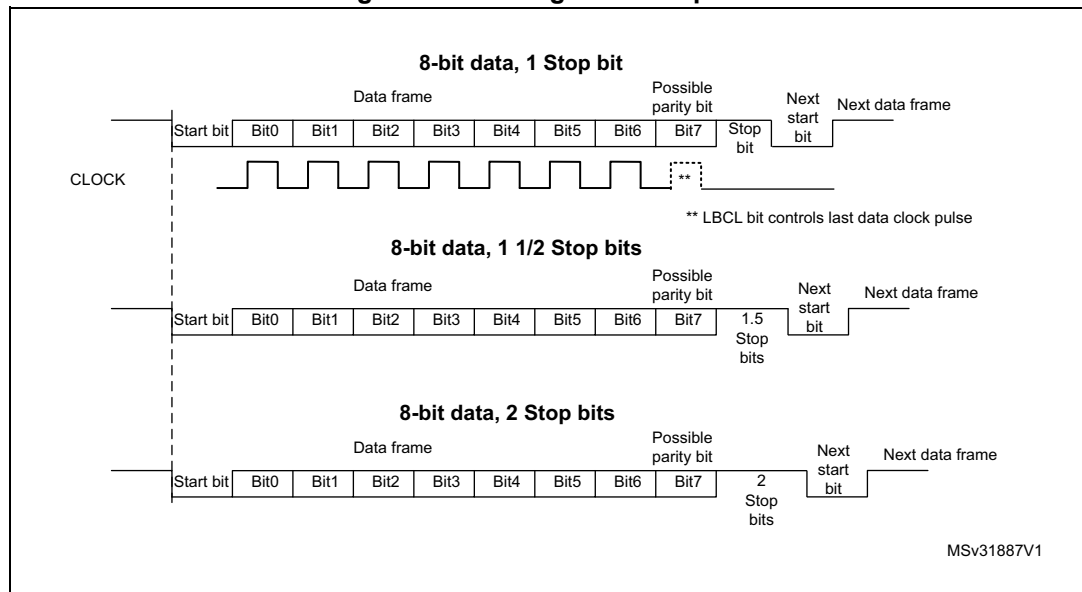 8-bit data, 1 Stop bit
Data frame
Possible
parity bit
Next
start
bit
Next data frame
Start bit Bit0 Bit1 Bit2 Bit3 Bit4 Bit5 Bit6 Bit7 Stop
bit
CLOCK
**
** LBCL bit controls last data clock pulse
8-bit data, 1 1/2 Stop bits
Data frame
Possible
parity bit
Next
start
bit
Next data frame
Start bit Bit0 Bit1 Bit2 Bit3 Bit4 Bit5 Bit6 Bit7 1.5
Stop
bits
8-bit data, 2 Stop bits
Data frame
Possible
parity bit
Next
start
bit
Next data frame
Start bit Bit0 Bit1 Bit2 Bit3 Bit4 Bit5 Bit6 Bit7 2
Stop
bits
MSv31887V1